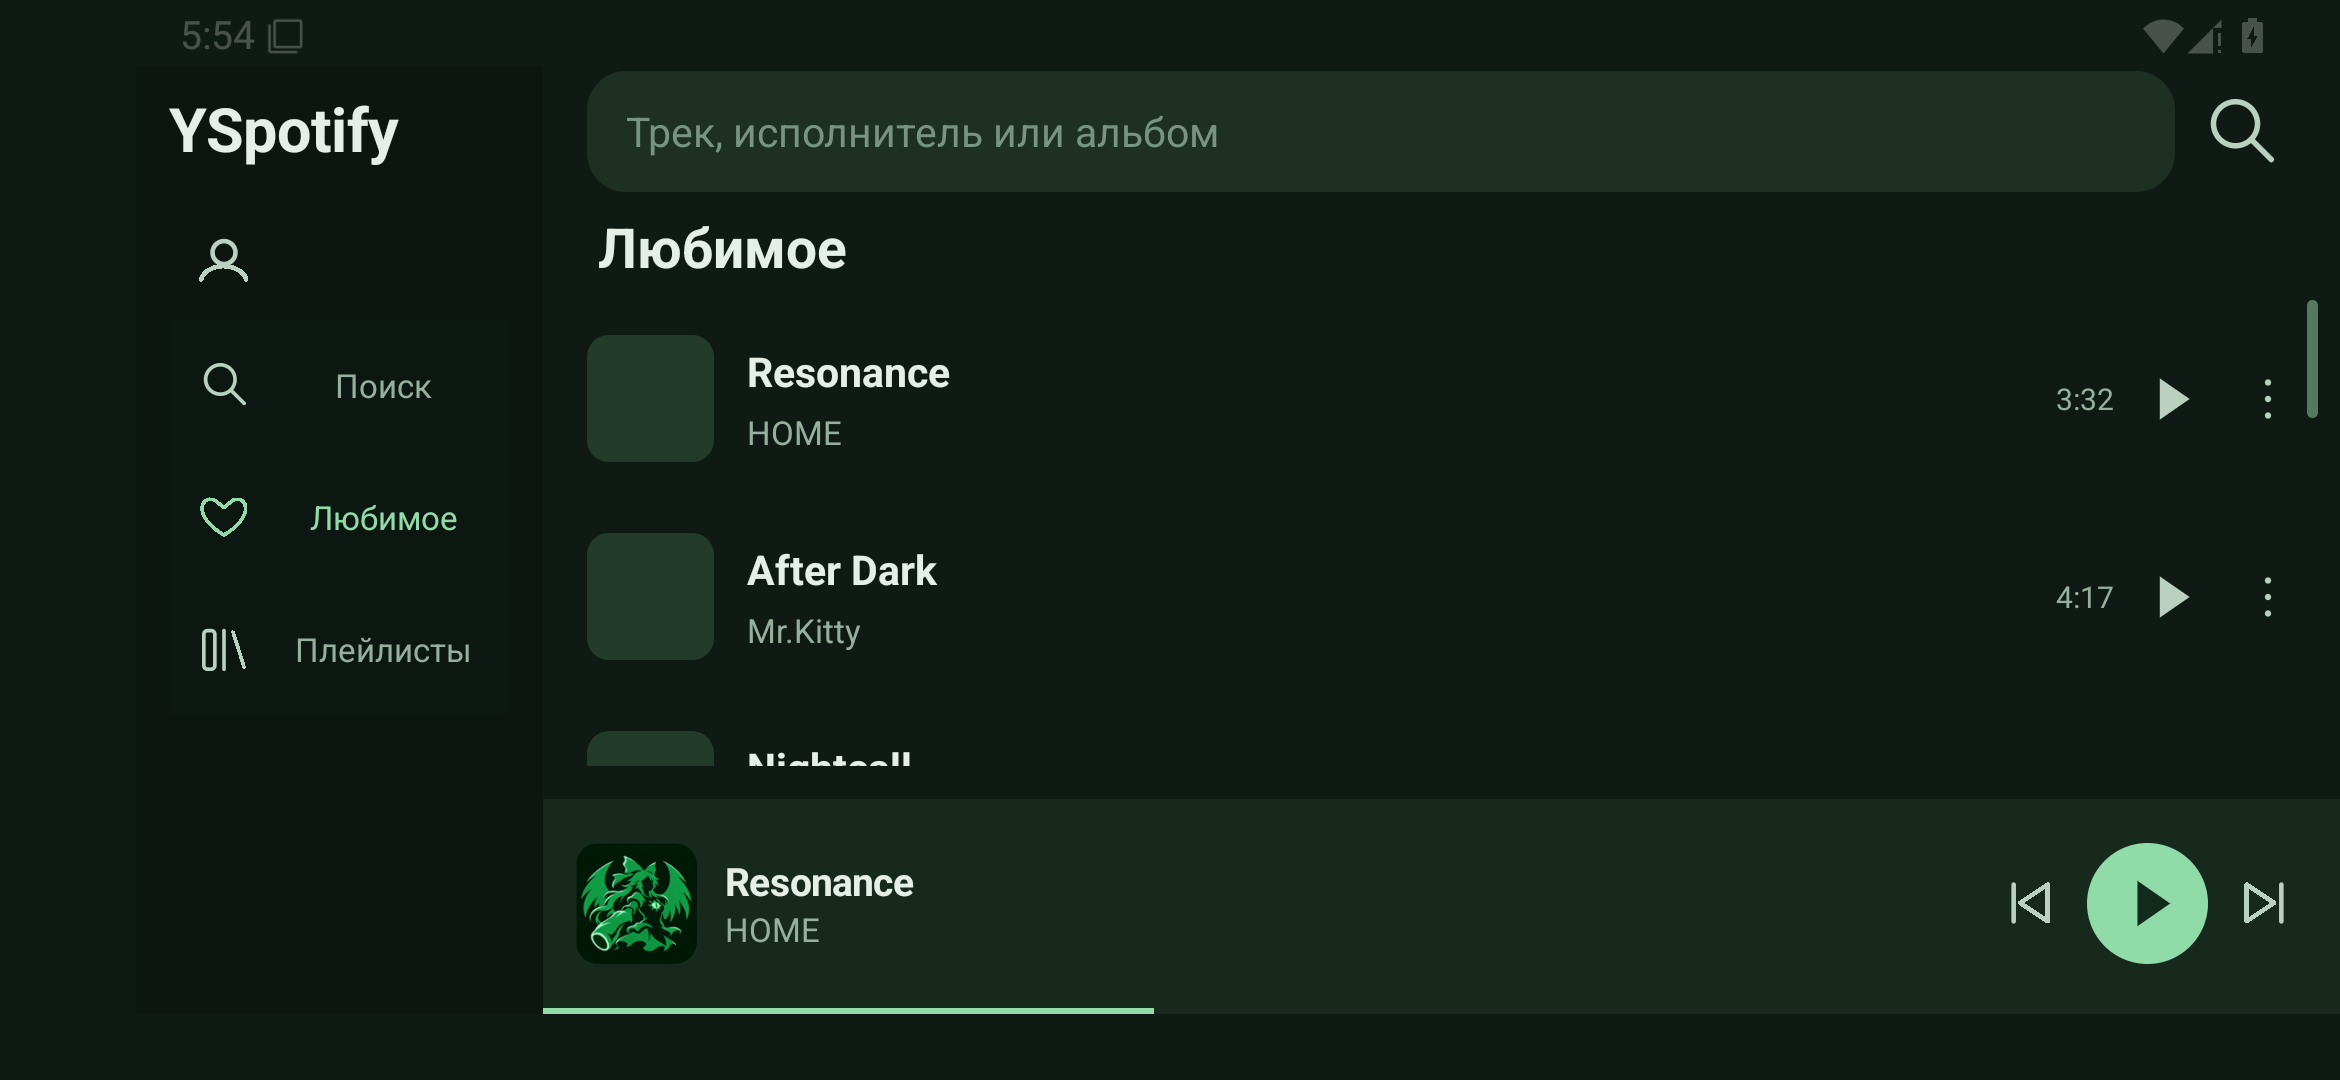 5:54
YSpotify
Поиск
Любимое
Плейлисты
Трек, исполнитель или альбом
Любимое
Resonance
HOME
3:32
After Dark
Mr.Kitty
4:17
Nightcall
Resonance
HOME